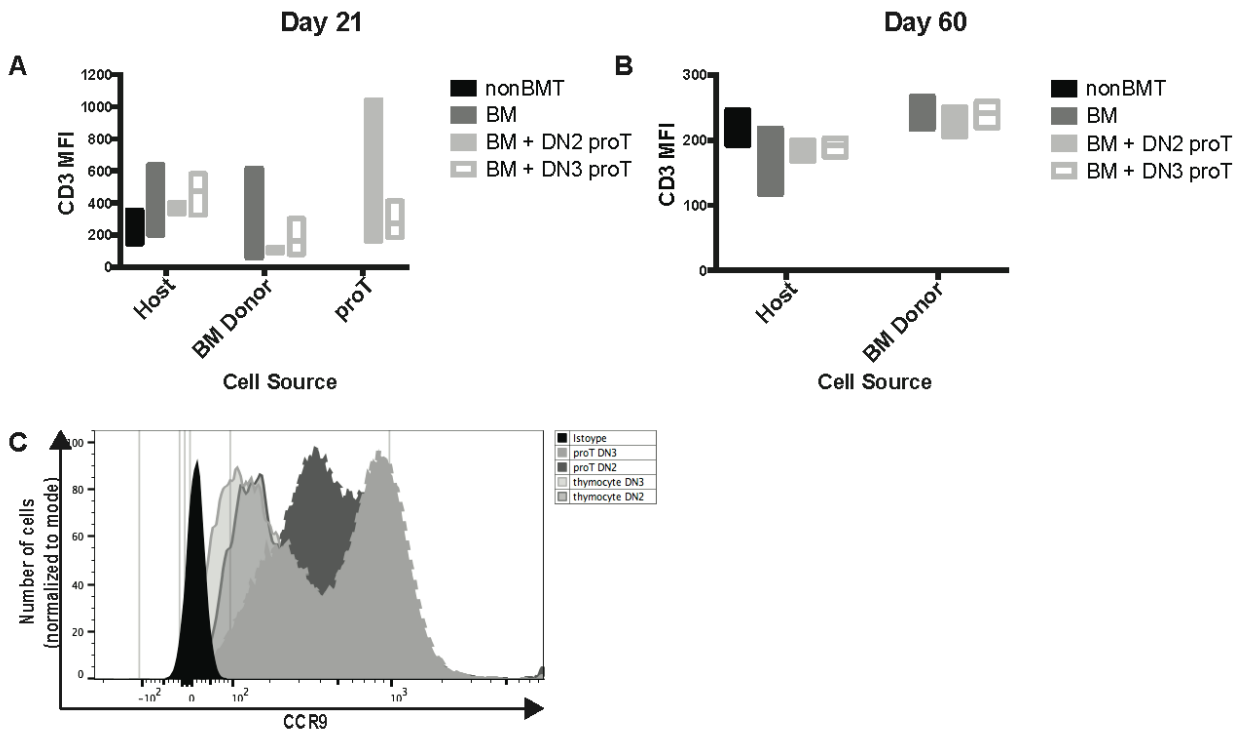 Day 21
Day 60
A
CD3 MFI
1200
1000
800
600
400
200
0
Host
BM Donor
proT
Cell Source
nonBMT
BM
BM + DN2 proT
BM + DN3 proT
B
CD3 MFI
300
200
100
0
Host
BM Donor
Cell Source
nonBMT
BM
BM + DN2 proT
BM + DN3 proT
C
Number of cells
(normalized to mode)
100
80
60
40
20
0
-10²
0
10²
10³
CCR9
Istoype
proT DN3
proT DN2
thymocyte DN3
thymocyte DN2